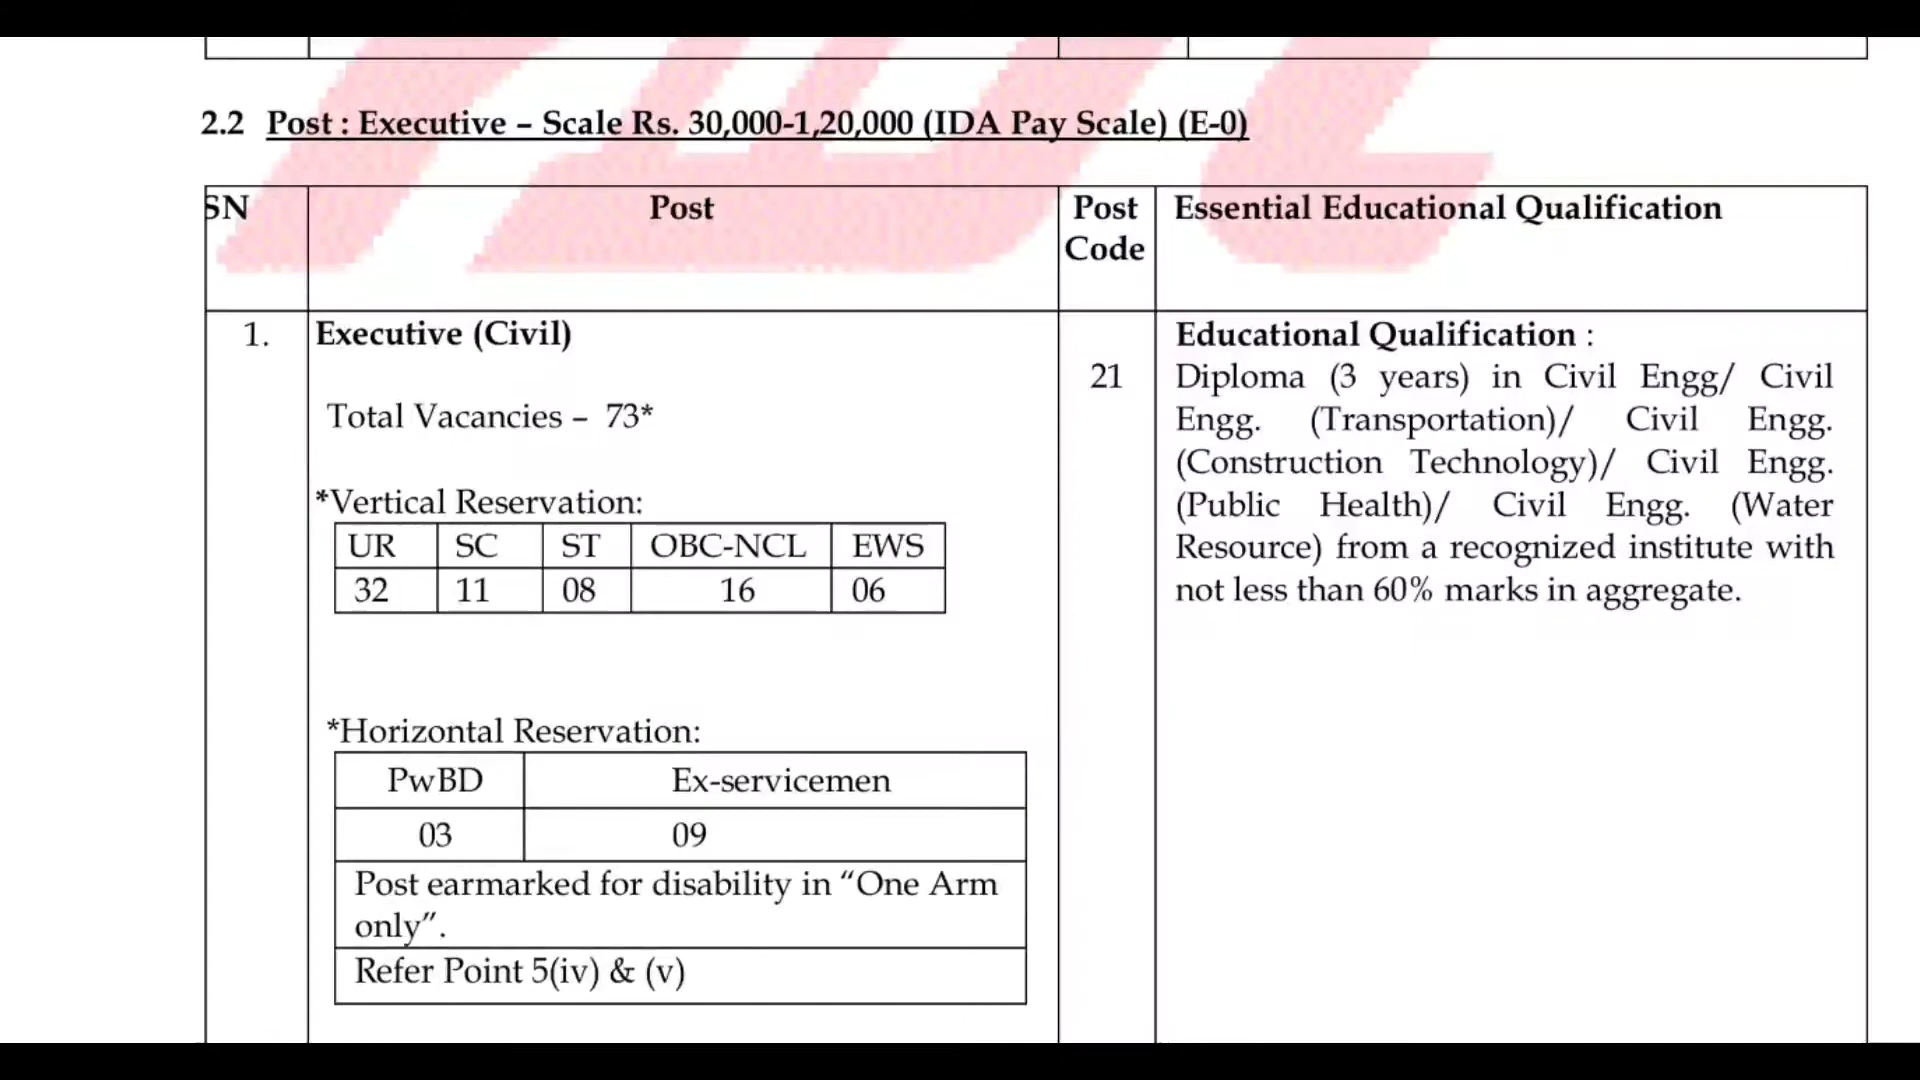 2.2 Post : Executive – Scale Rs. 30,000-1,20,000 (IDA Pay Scale) (E-0)
SN Post Post Code Essential Educational Qualification
1.
Executive (Civil)
Total Vacancies – 73*
*Vertical Reservation:
UR SC ST OBC-NCL EWS
32 11 08 16 06
*Horizontal Reservation:
PwBD Ex-servicemen
03 09
Post earmarked for disability in “One Arm
only”.
Refer Point 5(iv) & (v)
21
Educational Qualification :
Diploma (3 years) in Civil Engg/ Civil
Engg. (Transportation)/ Civil Engg.
(Construction Technology)/ Civil Engg.
(Public Health)/ Civil Engg. (Water
Resource) from a recognized institute with
not less than 60% marks in aggregate.